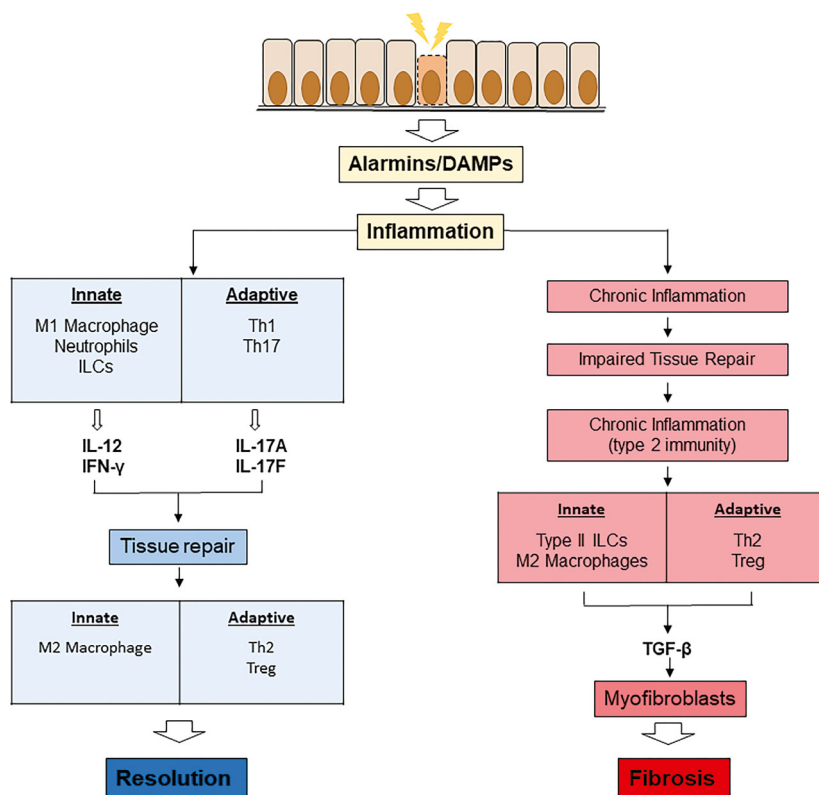 Alarmins/DAMPs
Inflammation
Innate
M1 Macrophage
Neutrophils
ILCs
Adaptive
Th1
Th17
IL-12
IFN-γ
IL-17A
IL-17F
Tissue repair
Innate
M2 Macrophage
Adaptive
Th2
Treg
Resolution
Chronic Inflammation
Impaired Tissue Repair
Chronic Inflammation
(type 2 immunity)
Innate
Type II ILCs
M2 Macrophages
Adaptive
Th2
Treg
TGF-β
Myofibroblasts
Fibrosis